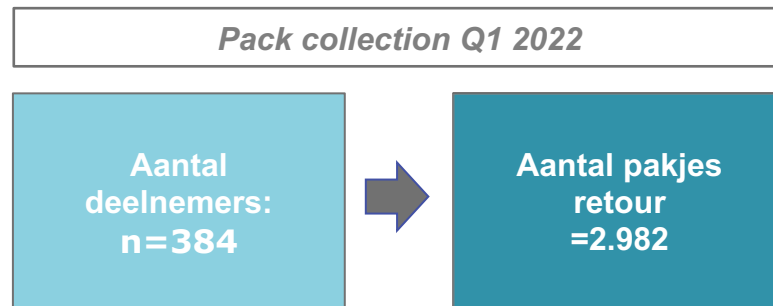 Pack collection Q1 2022
Aantal
deelnemers:
n=384
Aantal pakjes
retour
=2.982